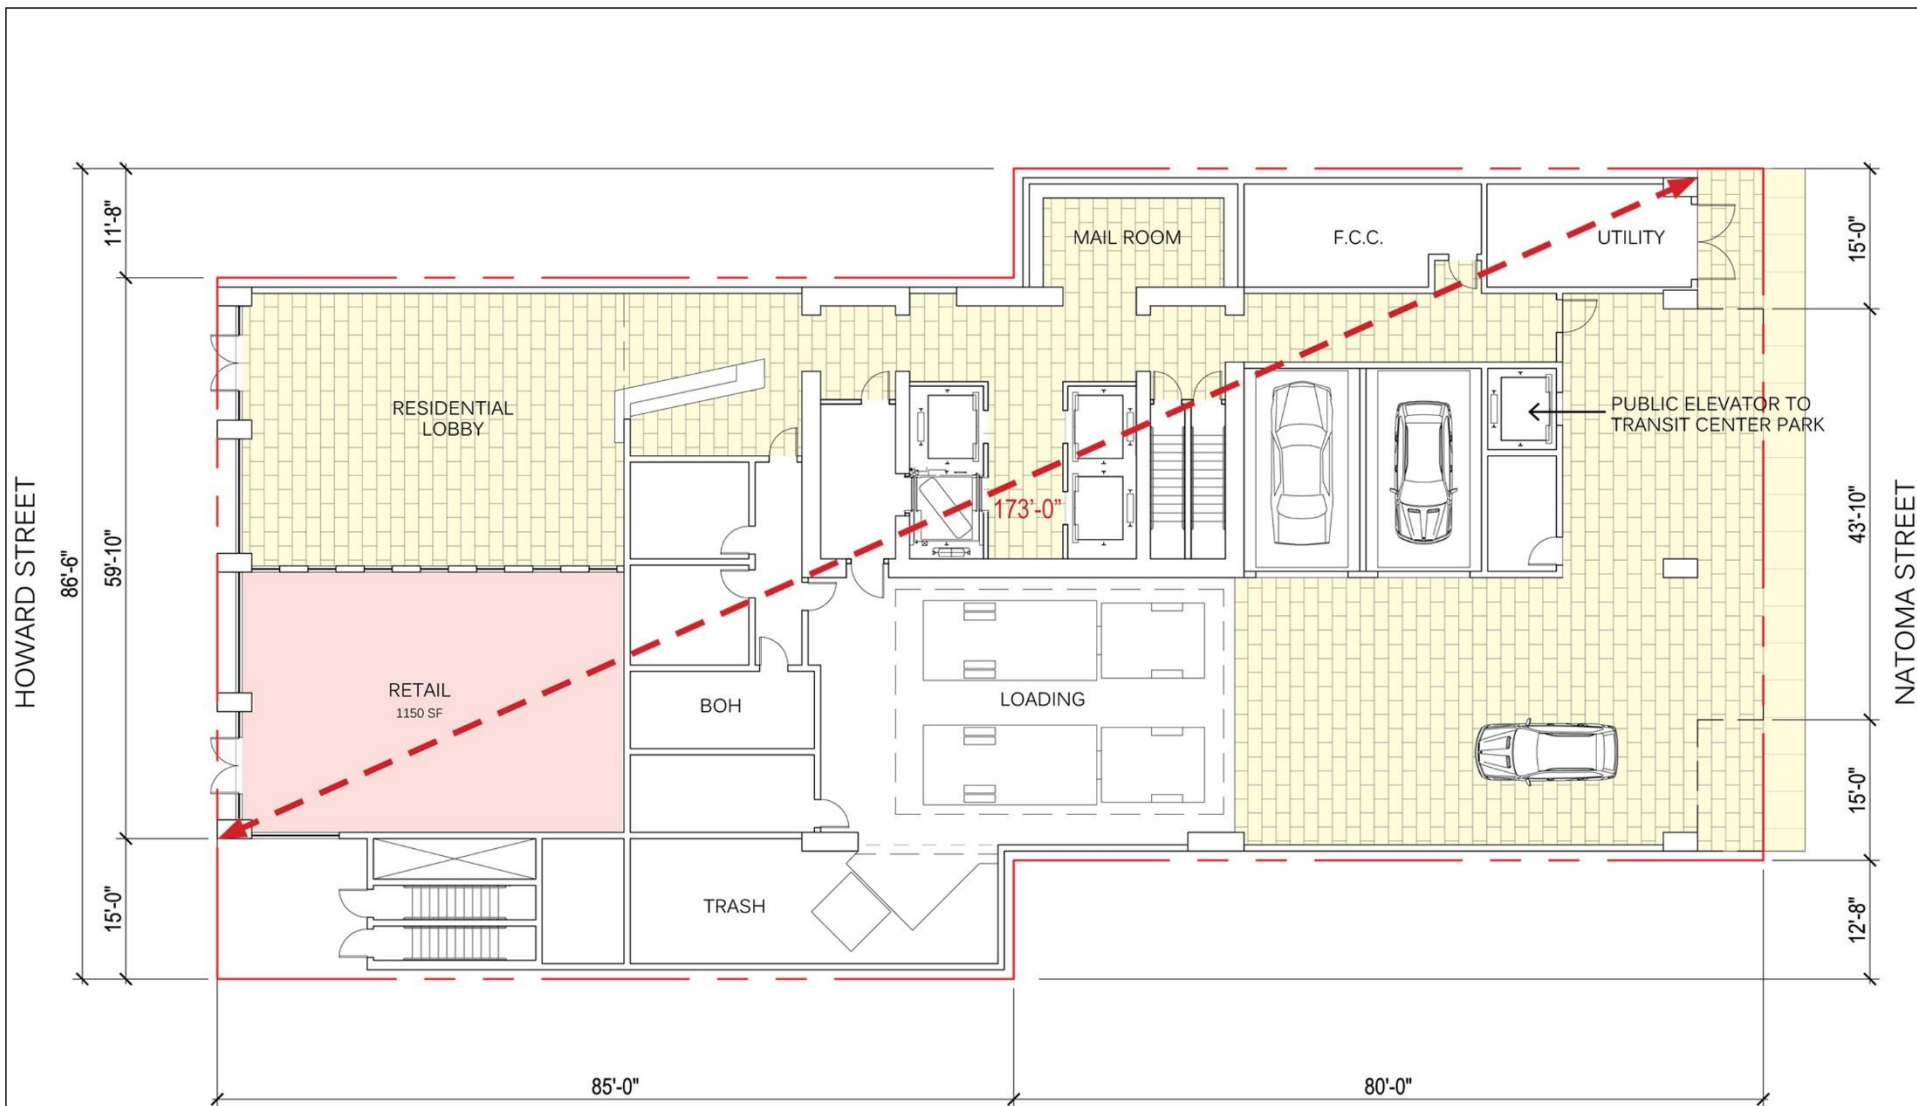 11'-8"
15'-0"
MAIL ROOM
F.C.C.
UTILITY
RESIDENTIAL
LOBBY
PUBLIC ELEVATOR TO
TRANSIT CENTER PARK
HOWARD STREET
86'-6"
59'-10"
173'-0"
43'-10"
NATOMA STREET
RETAIL
1150 SF
BOH
LOADING
15'-0"
15'-0"
TRASH
12'-8"
85'-0"
80'-0"